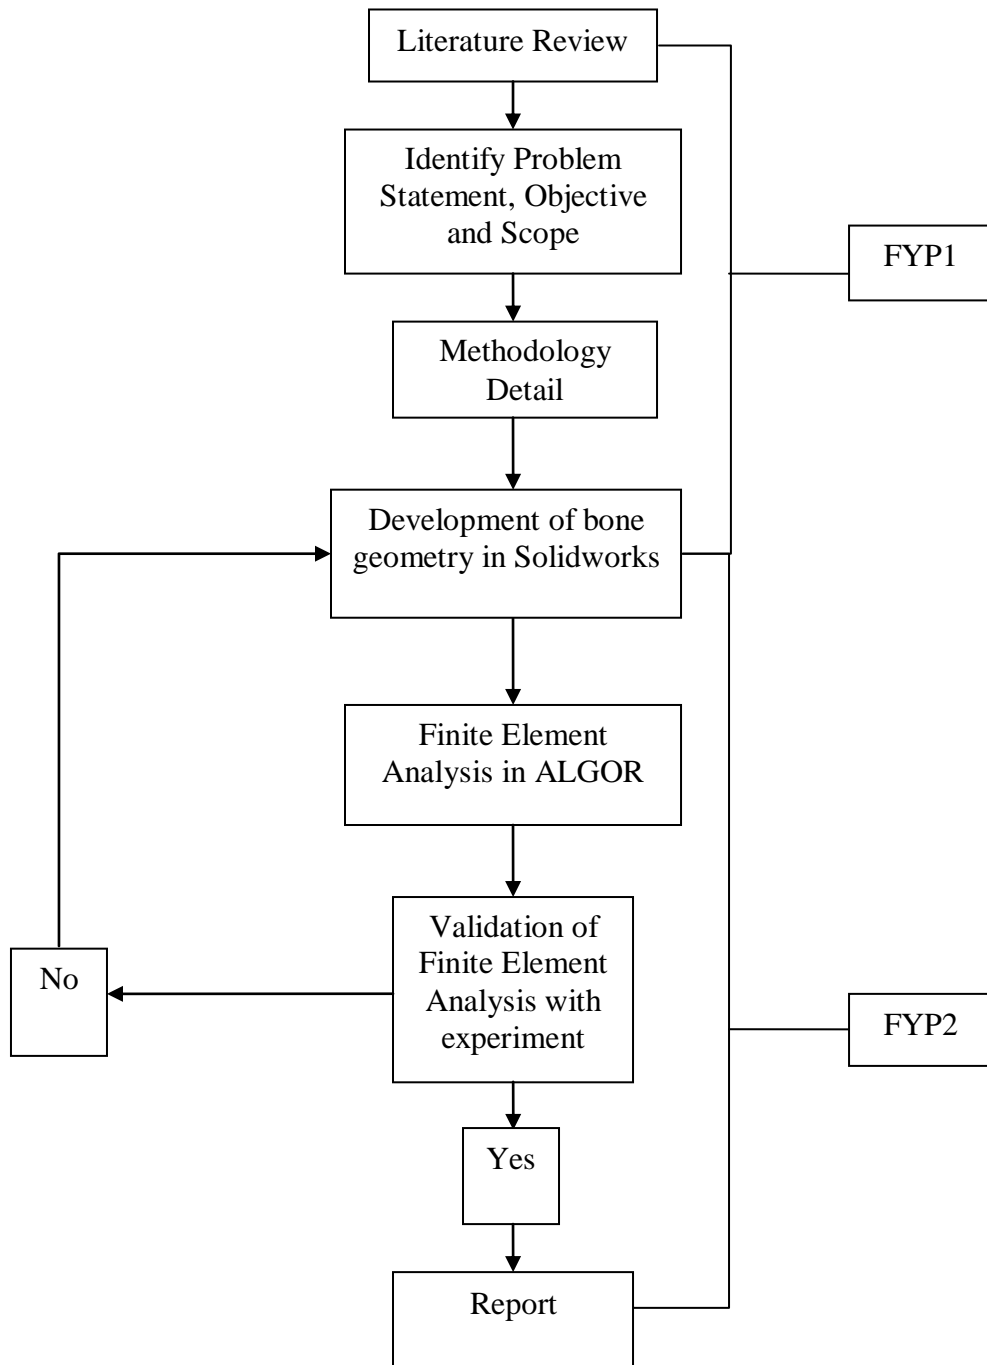 Literature Review
Identify Problem
Statement, Objective
and Scope
FYP1
Methodology
Detail
Development of bone
geometry in Solidworks
Finite Element
Analysis in ALGOR
Validation of
Finite Element
Analysis with
experiment
No
FYP2
Yes
Report